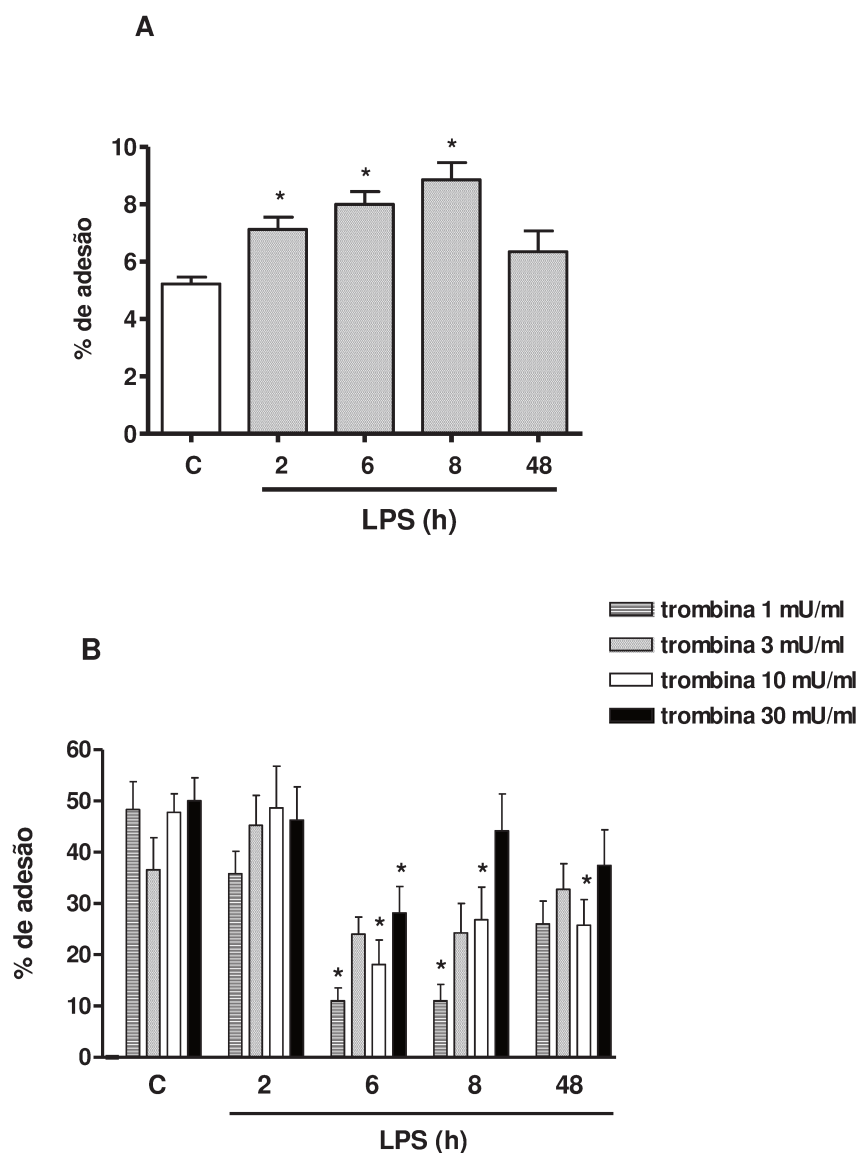 A
% de adesão
10
*
*
8
*
6
4
2
0
C 2 6 8 48
LPS (h)
trombina 1 mU/ml
trombina 3 mU/ml
trombina 10 mU/ml
trombina 30 mU/ml
B
% de adesão
60
50
40
30
20
10
0
* * * * * *
C 2 6 8 48
LPS (h)